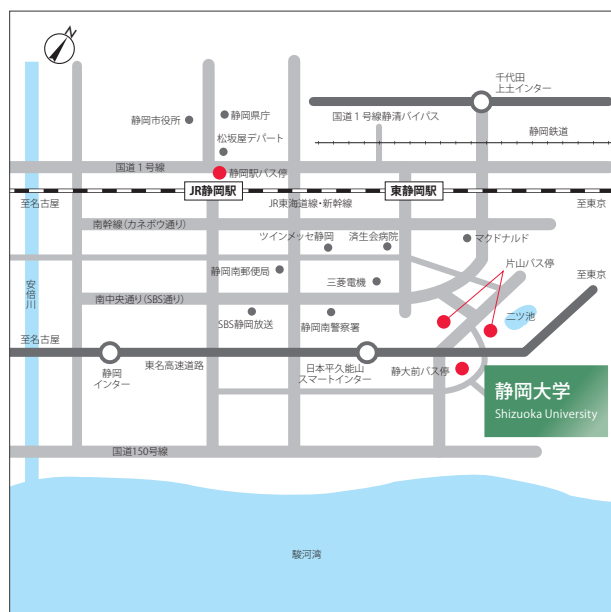 N
千代田
上土インター
国道1号線静清バイパス
静岡鉄道
静岡県庁
静岡市役所
松坂屋デパート
国道1号線
静岡駅バス停
JR静岡駅
東静岡駅
至名古屋
JR東海道線・新幹線
至東京
南幹線(カネボウ通り)
ツインメッセ静岡
済生会病院
マクドナルド
片山バス停
静岡南郵便局
三菱電機
至東京
安倍川
南中央通り(SBS通り)
SBS静岡放送
静岡南警察署
二ツ池
至名古屋
静岡
インター
東名高速道路
日本平久能山
スマートインター
静大前バス停
静岡大学
Shizuoka University
国道150号線
駿河湾